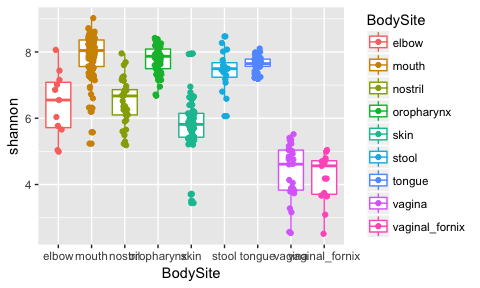 BodySite
elbow
mouth
nostril
oropharynx
skin
stool
tongue
vagina
vaginal_fornix
shannon
8
6
4
elbow mouth nostril oropharynx skin stool tongue vagina vaginal_fornix
BodySite